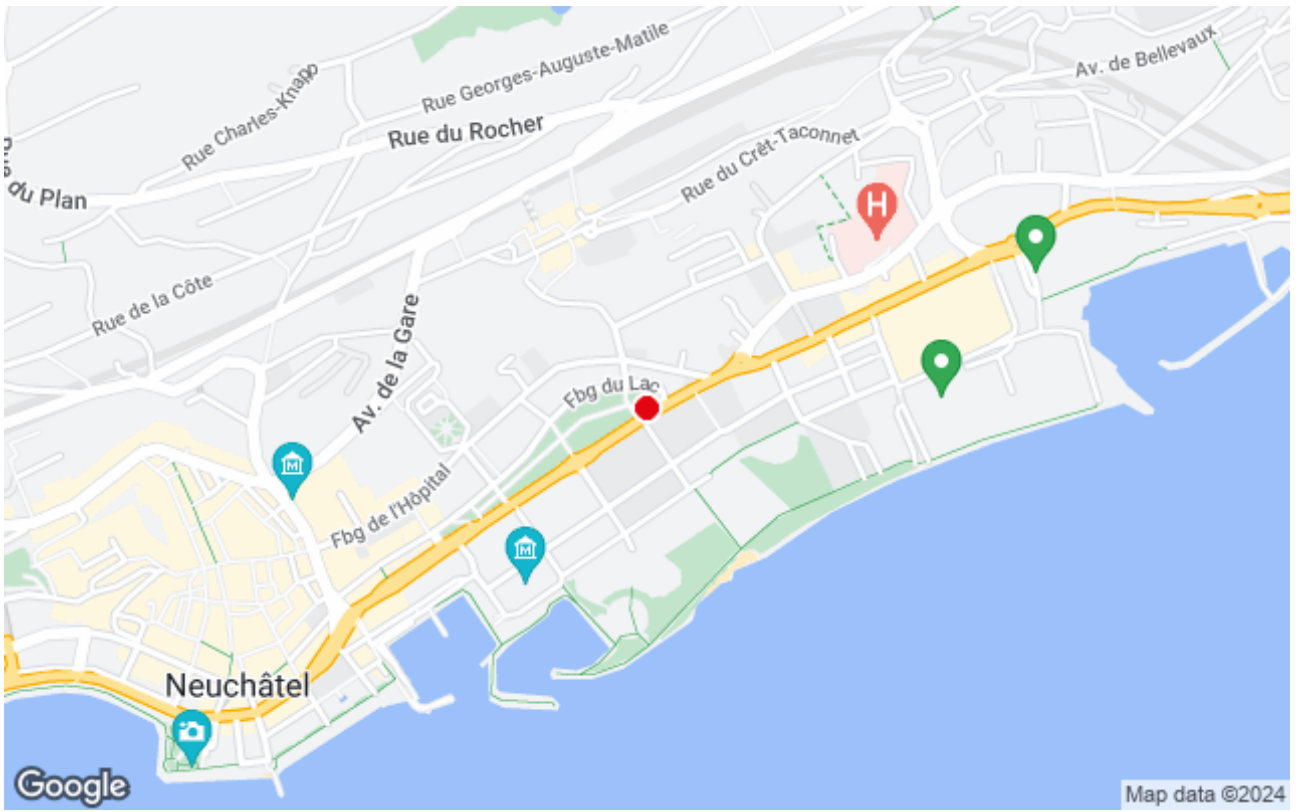 Rue Georges-Auguste-Matile
Av. de Bellevaux
Rue Charles-Knapp
Rue du Rocher
Rue du Crêt-Taconnet
du Plan
H
Rue de la Côte
Av. de la Gare
Fbg du Lac
M
Fbg de l'Hôpital
M
Neuchâtel
Google
Map data ©2024